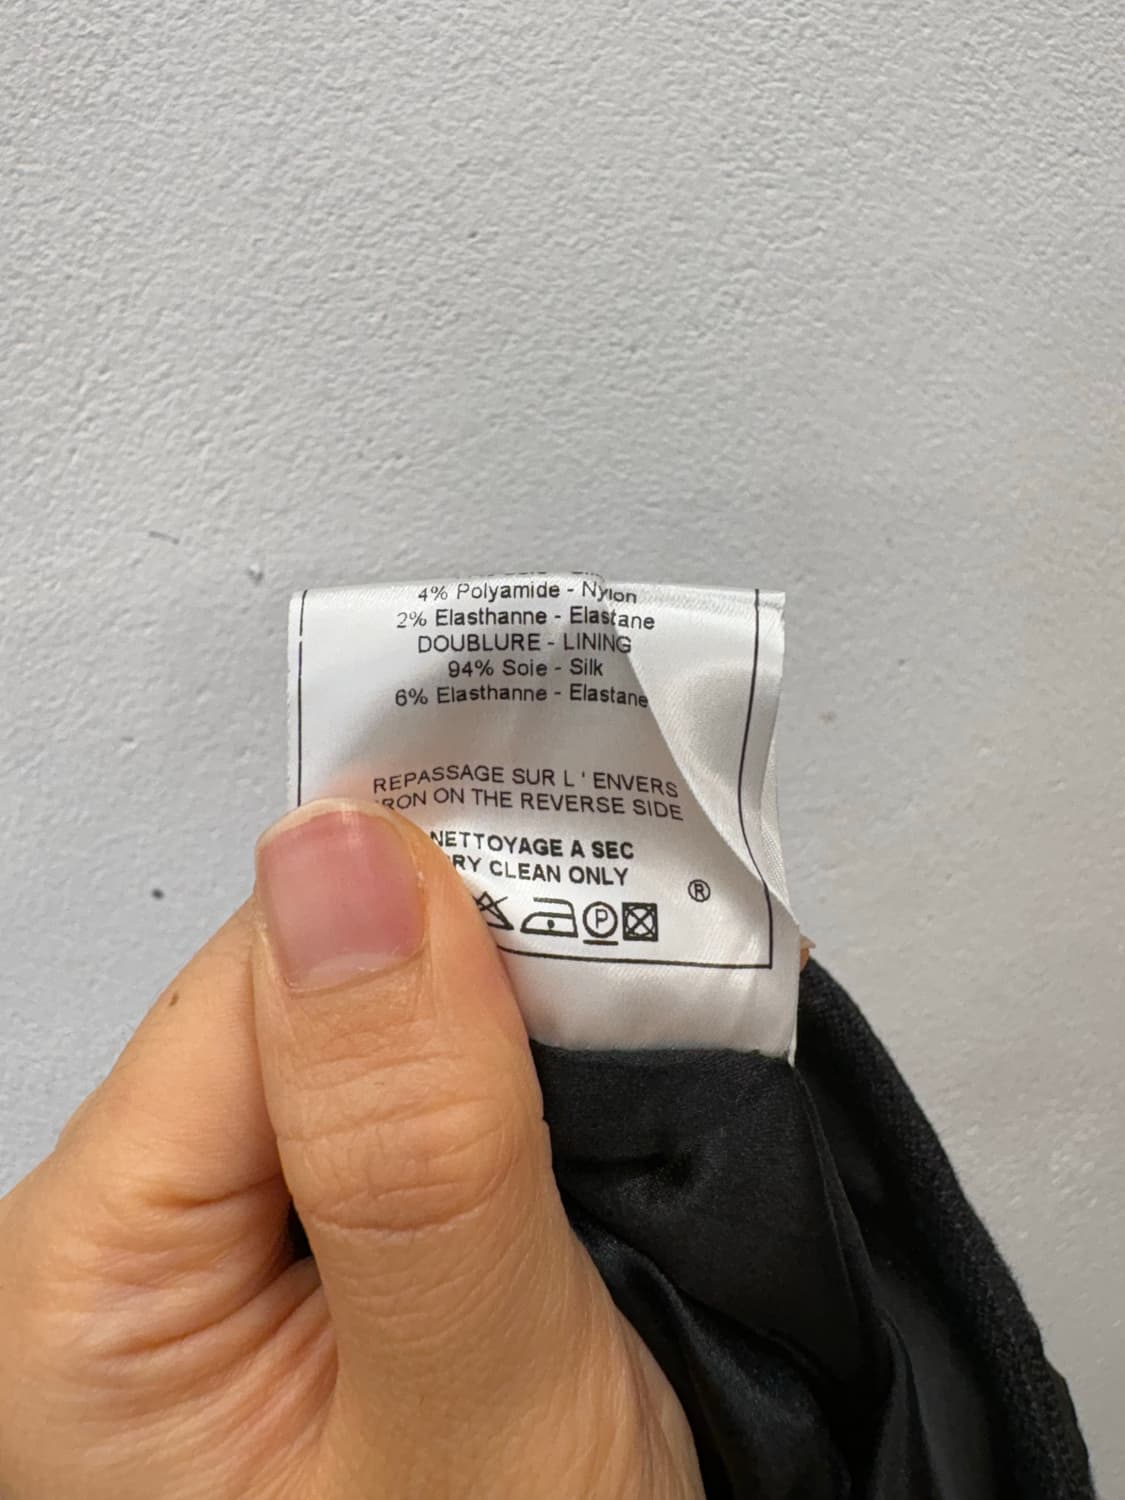 4% Polyamide - Nylon
2% Elasthanne - Elastane
DOUBLURE - LINING
94% Soie - Silk
6% Elasthanne - Elastane
REPASSAGE SUR L ' ENVERS
RON ON THE REVERSE SIDE
NETTOYAGE A SEC
RY CLEAN ONLY
®
P